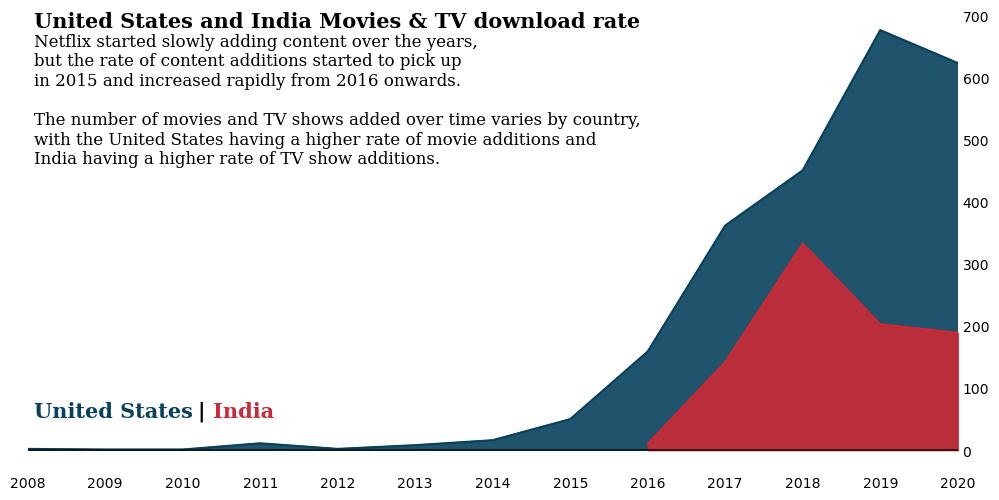 United States and India Movies & TV download rate
Netflix started slowly adding content over the years,
but the rate of content additions started to pick up
in 2015 and increased rapidly from 2016 onwards.
The number of movies and TV shows added over time varies by country,
with the United States having a higher rate of movie additions and
India having a higher rate of TV show additions.
700
600
500
400
300
200
100
0
United States | India
2008 2009 2010 2011 2012 2013 2014 2015 2016 2017 2018 2019 2020